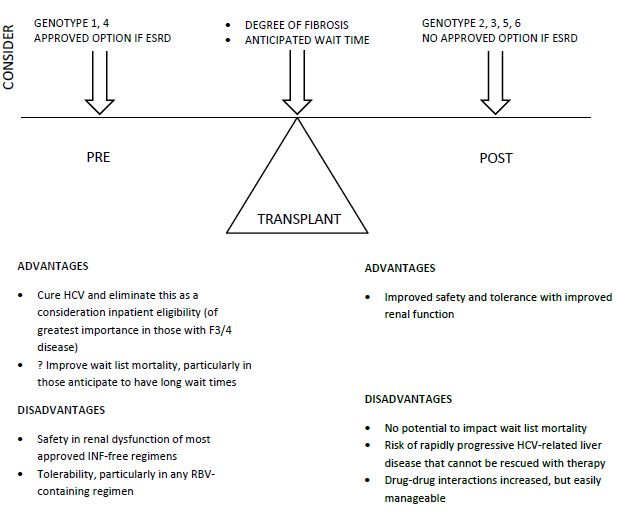 CONSIDER
GENOTYPE 1, 4
APPROVED OPTION IF ESRD
• DEGREE OF FIBROSIS
• ANTICIPATED WAIT TIME
GENOTYPE 2, 3, 5, 6
NO APPROVED OPTION IF ESRD
PRE
POST
TRANSPLANT
ADVANTAGES
• Cure HCV and eliminate this as a
consideration inpatient eligibility (of
greatest importance in those with F3/4
disease)
• ? Improve wait list mortality, particularly in
those anticipate to have long wait times
DISADVANTAGES
• Safety in renal dysfunction of most
approved INF-free regimens
• Tolerability, particularly in any RBV-
containing regimen
ADVANTAGES
• Improved safety and tolerance with improved
renal function
DISADVANTAGES
• No potential to impact wait list mortality
• Risk of rapidly progressive HCV-related liver
disease that cannot be rescued with therapy
• Drug-drug interactions increased, but easily
manageable